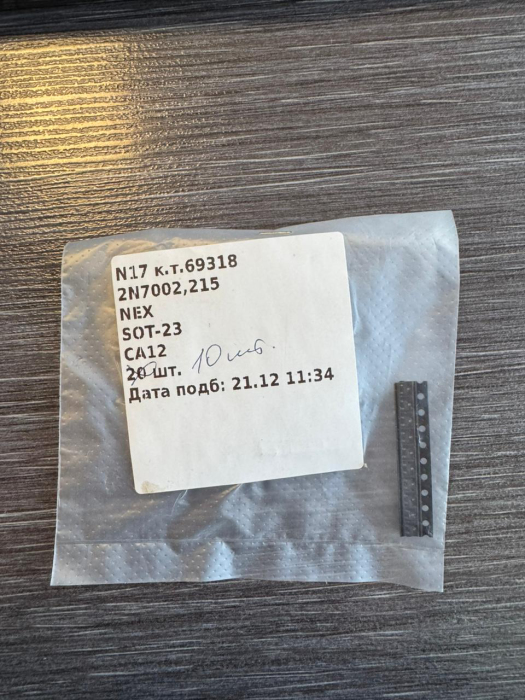 N17 к.т.69318
2N7002,215
NEX
SOT-23
CA12
20 шт. 10 шт.
Дата подб: 21.12 11:34